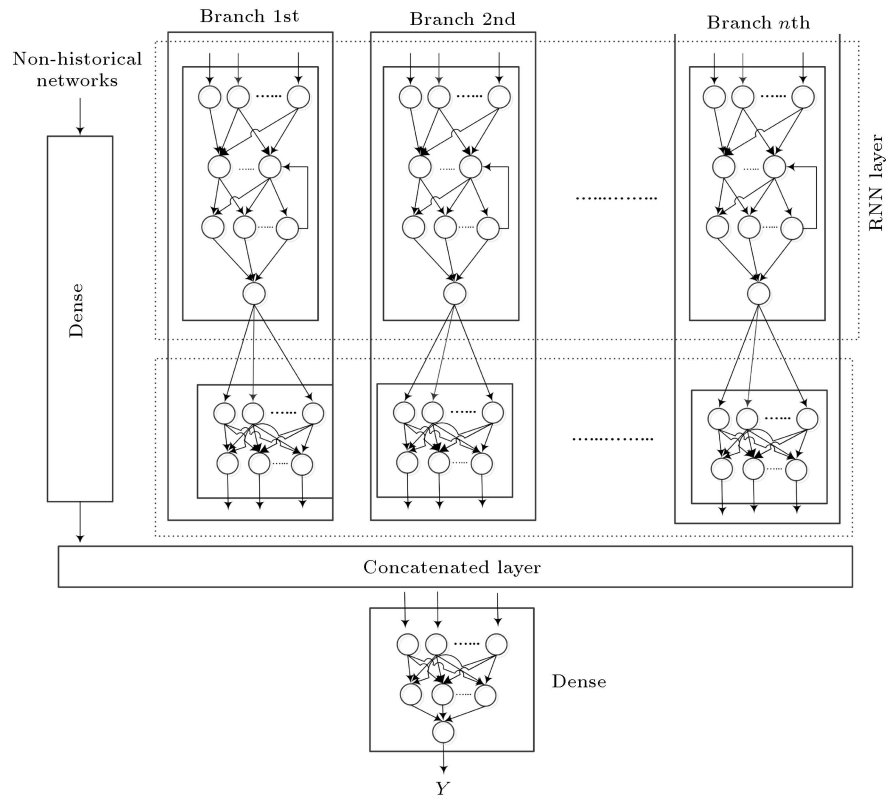 Branch 1st
Branch 2nd
Branch nth
Non-historical
networks
RNN layer
Dense
Concatenated layer
Dense
Y